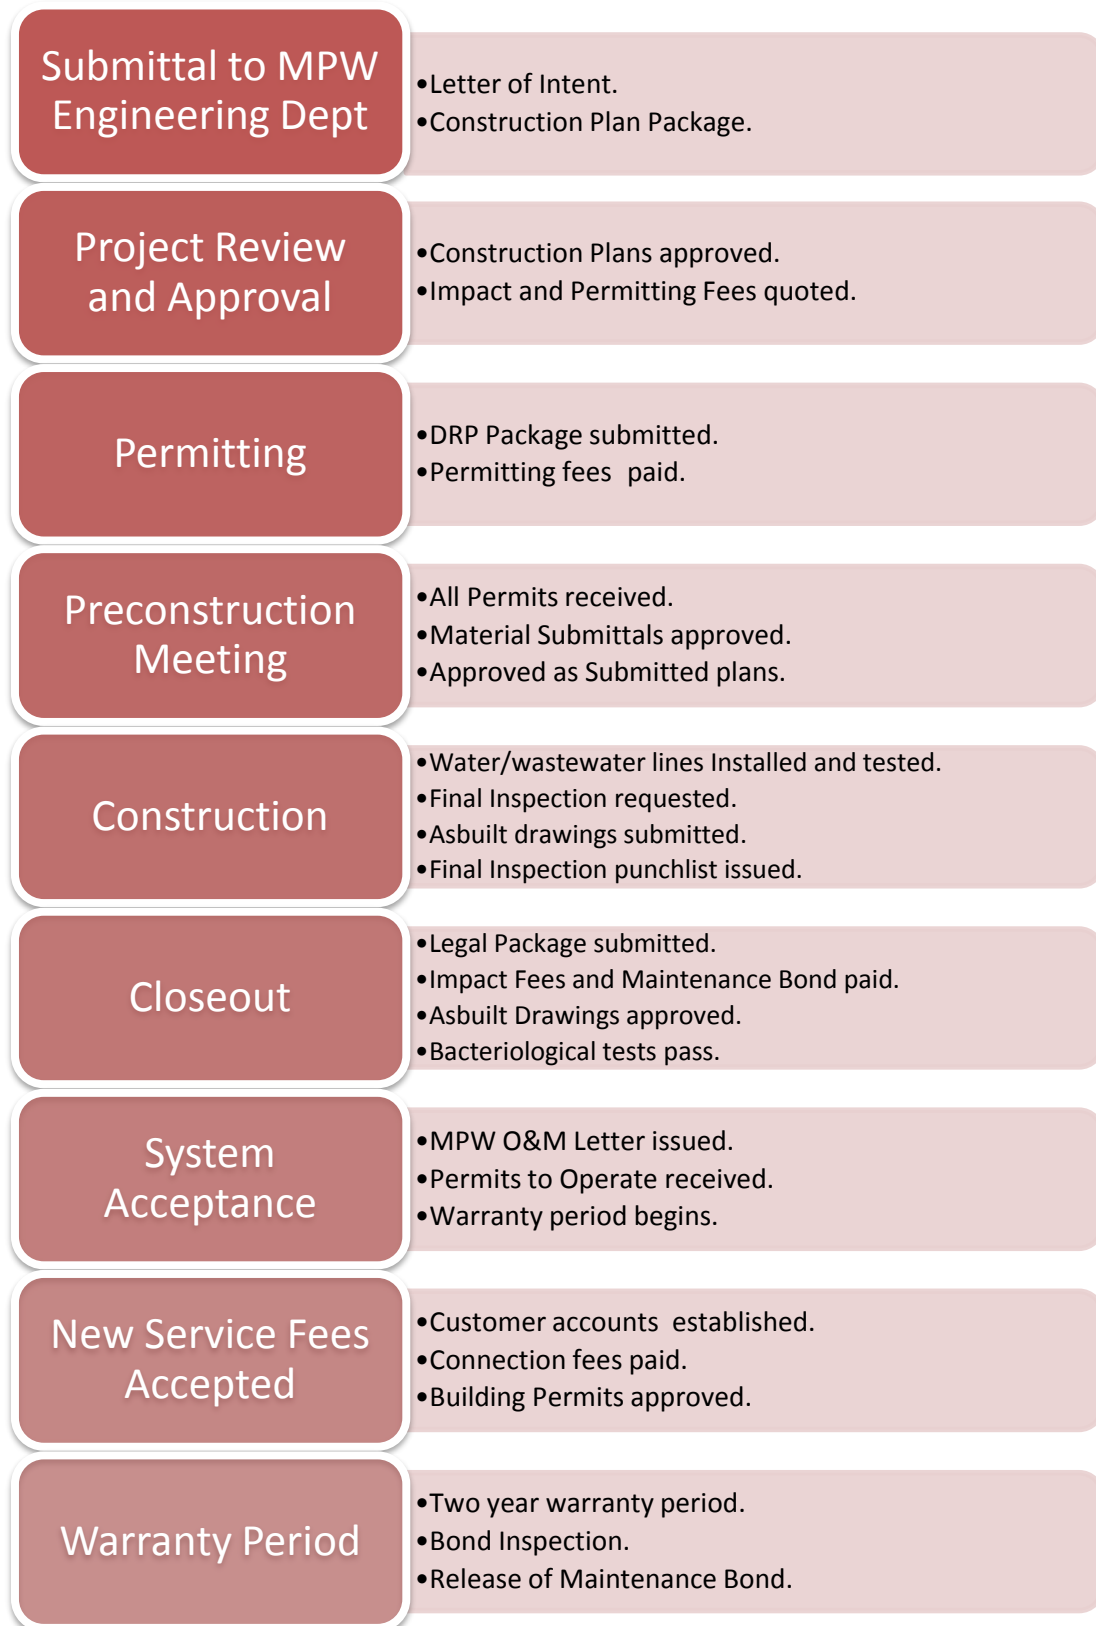 Submittal to MPW
Engineering Dept
•Letter of Intent.
•Construction Plan Package.
Project Review
and Approval
•Construction Plans approved.
•Impact and Permitting Fees quoted.
Permitting
•DRP Package submitted.
•Permitting fees paid.
Preconstruction
Meeting
•All Permits received.
•Material Submittals approved.
•Approved as Submitted plans.
Construction
•Water/wastewater lines Installed and tested.
•Final Inspection requested.
•Asbuilt drawings submitted.
•Final Inspection punchlist issued.
Closeout
•Legal Package submitted.
•Impact Fees and Maintenance Bond paid.
•Asbuilt Drawings approved.
•Bacteriological tests pass.
System
Acceptance
•MPW O&M Letter issued.
•Permits to Operate received.
•Warranty period begins.
New Service Fees
Accepted
•Customer accounts established.
•Connection fees paid.
•Building Permits approved.
Warranty Period
•Two year warranty period.
•Bond Inspection.
•Release of Maintenance Bond.